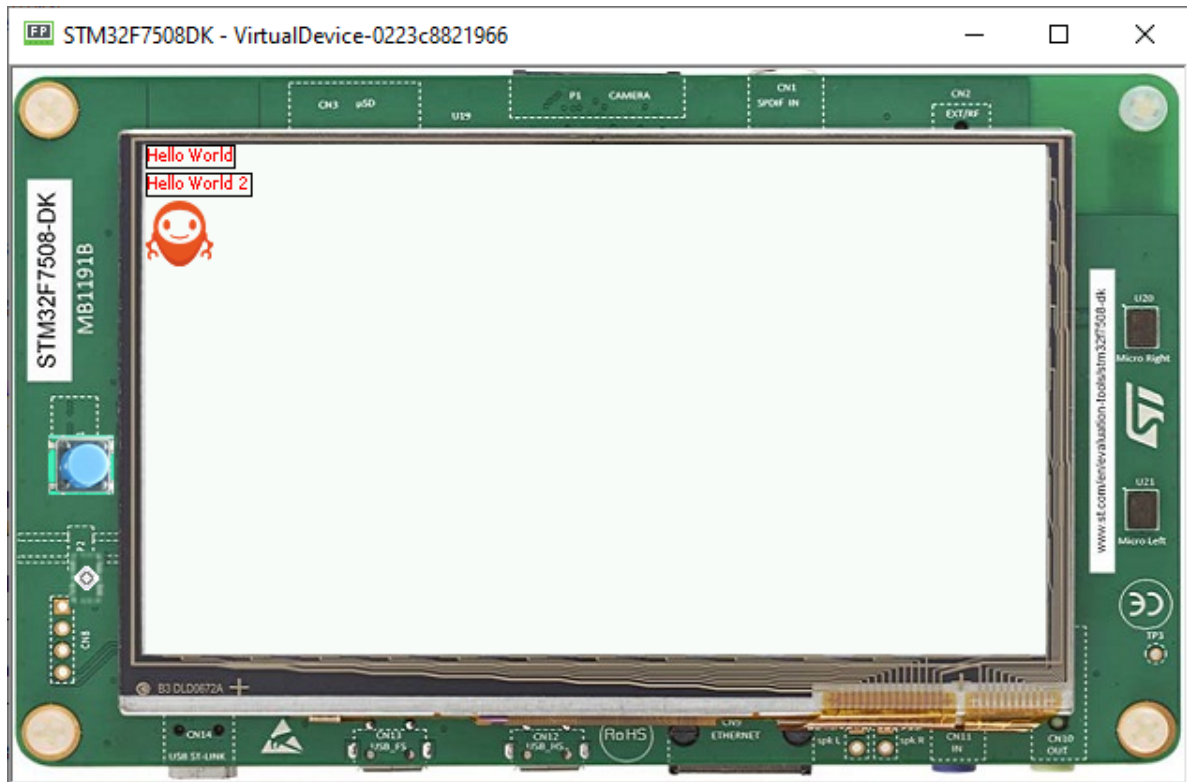 STM32F7508DK - VirtualDevice-0223c8821966
CN3 µSD
U19
P1 CAMERA
CN1
SPDIF IN
CN2
EXT/RF
Hello World
Hello World 2
STM32F7508-DK
MB1191B
U20
Micro Right
www.st.com/en/evaluation-tools/stm32f7508-dk
U21
Micro Left
P2
CN8
CE
TP3
B3 DLD0672A
CN14
USB ST-LINK
CN13
USB_FS
CN12
USB_HS
RoHS
CN9
ETHERNET
spk L
spk R
CN11
IN
CN10
OUT